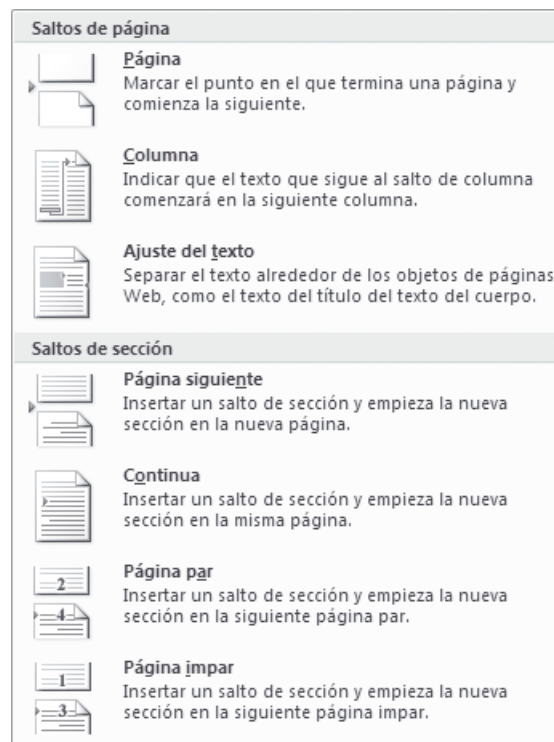 Saltos de página
Página
Marcar el punto en el que termina una página y
comienza la siguiente.
Columna
Indicar que el texto que sigue al salto de columna
comenzará en la siguiente columna.
Ajuste del texto
Separar el texto alrededor de los objetos de páginas
Web, como el texto del título del texto del cuerpo.
Saltos de sección
Página siguiente
Insertar un salto de sección y empieza la nueva
sección en la nueva página.
Continua
Insertar un salto de sección y empieza la nueva
sección en la misma página.
2
4
Página par
Insertar un salto de sección y empieza la nueva
sección en la siguiente página par.
1
3
Página impar
Insertar un salto de sección y empieza la nueva
sección en la siguiente página impar.